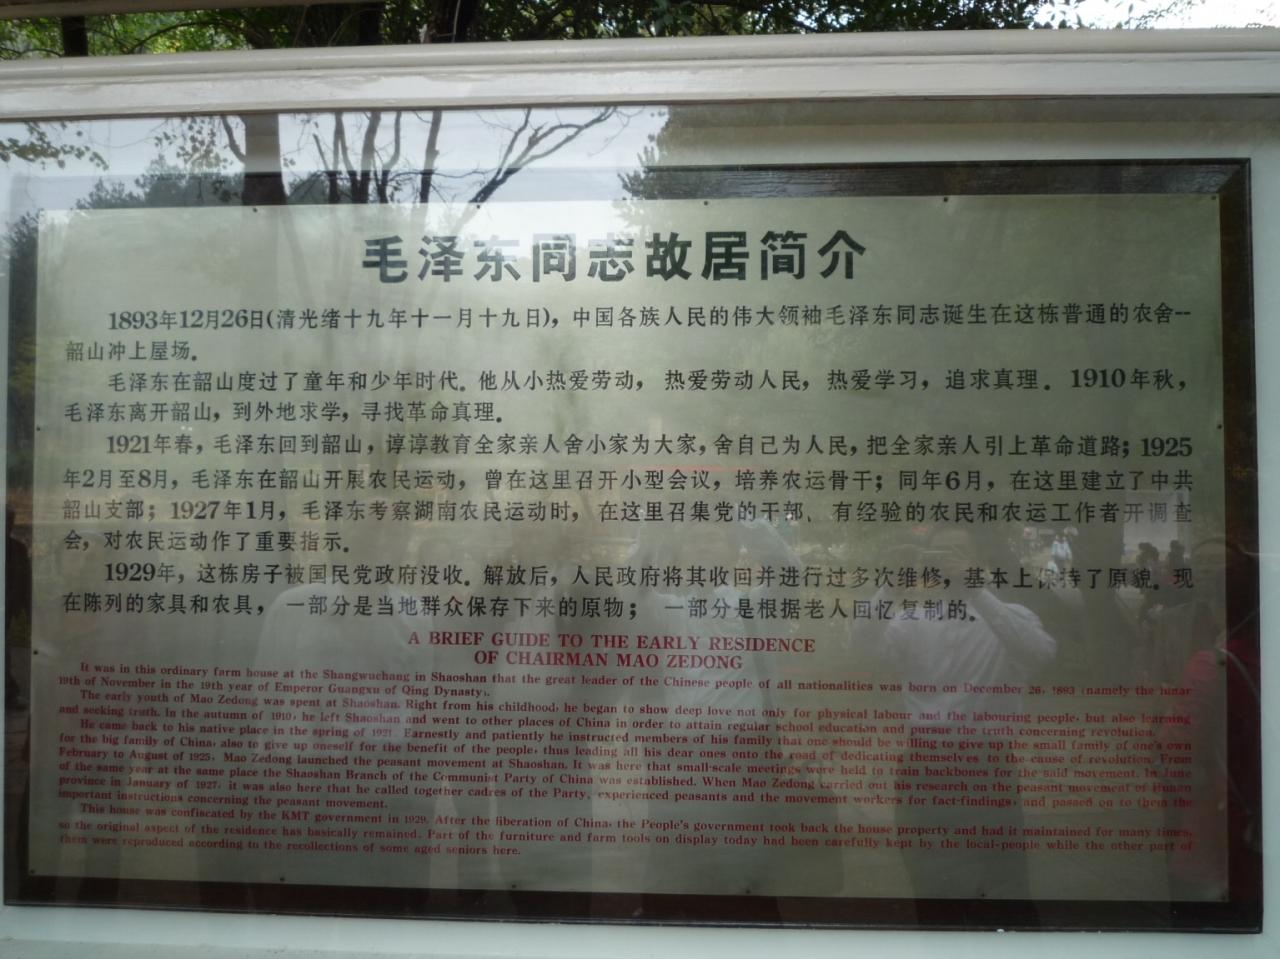 毛泽东同志故居简介
1893年12月26日(清光绪十九年十一月十九日)，中国各族人民的伟大领袖毛泽东同志诞生在这栋普通的农舍--
韶山冲上屋场。
毛泽东在韶山度过了童年和少年时代。他从小热爱劳动，热爱劳动人民，热爱学习，追求真理。1910年秋，
毛泽东离开韶山，到外地求学，寻找革命真理。
1921年春，毛泽东回到韶山，谆谆教育全家亲人舍小家为大家，舍自己为人民，把全家亲人引上革命道路；1925
年2月至8月，毛泽东在韶山开展农民运动，曾在这里召开小型会议，培养农运骨干；同年6月，在这里建立了中共
韶山支部；1927年1月，毛泽东考察湖南农民运动时，在这里召集党的干部、有经验的农民和农运工作者开调查
会，对农民运动作了重要指示。
1929年，这栋房子被国民党政府没收。解放后，人民政府将其收回并进行过多次维修，基本上保持了原貌。现
在陈列的家具和农具，一部分是当地群众保存下来的原物；一部分是根据老人回忆复制的。
A BRIEF GUIDE TO THE EARLY RESIDENCE
OF CHAIRMAN MAO ZEDONG
It was in this ordinary farm house at the Shangwuchang in Shaoshan that the great leader of the Chinese people of all nationalities was born on December 26, 1893 (namely the lunar
19th of November in the 19th year of Emperor Guangxu of Qing Dynasty).
The early youth of Mao Zedong was spent at Shaoshan. Right from his childhood, he began to show deep love not only for physical labour and the labouring people, but also learning
and seeking truth. In the autumn of 1910, he left Shaoshan and went to other places of China in order to attain regular school education and pursue the truth concerning revolution.
He came back to his native place in the spring of 1921. Earnestly and patiently he instructed members of his family that one should be willing to give up the small family of one's own
for the big family of China, also to give up oneself for the benefit of the people, thus leading all his dear ones onto the road of dedicating themselves to the cause of revolution. From
February to August of 1925, Mao Zedong launched the peasant movement at Shaoshan. It was here that small-scale meetings were held to train backbones for the said movement. In June
of the same year at the same place the Shaoshan Branch of the Communist Party of China was established. When Mao Zedong carried out his research on the peasant movement of Hunan
province in January of 1927, it was also here that he called together cadres of the Party, experienced peasants and the movement workers for fact-findings, and passed on to them the
important instructions concerning the peasant movement.
This house was confiscated by the KMT government in 1929. After the liberation of China, the People's government took back the house property and had it maintained for many times,
so the original aspect of the residence has basically remained. Part of the furniture and farm tools on display today had been carefully kept by the local-people while the other part of
them were reproduced according to the recollections of some aged seniors here.